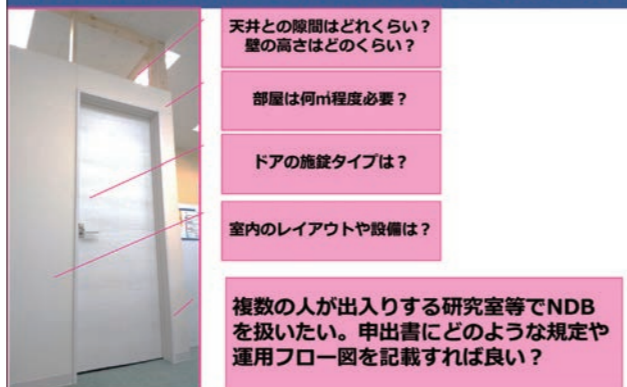 天井との隙間はどれくらい？
壁の高さはどのくらい？
部屋は何㎡程度必要？
ドアの施錠タイプは？
室内のレイアウトや設備は？
複数の人が出入りする研究室等でNDB
を扱いたい。申出書にどのような規定や
運用フロー図を記載すれば良い？